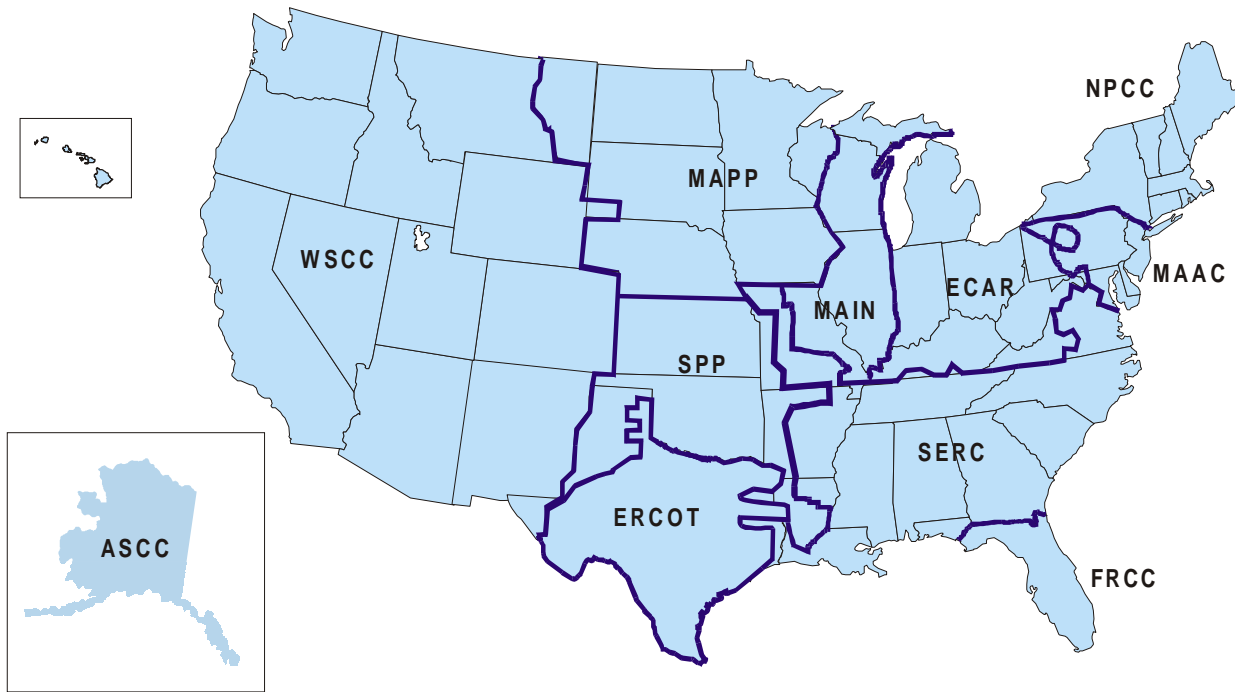 NPCC
MAPP
WSCC
MAAC
ECAR
MAIN
SPP
SERC
ERCOT
ASCC
FRCC